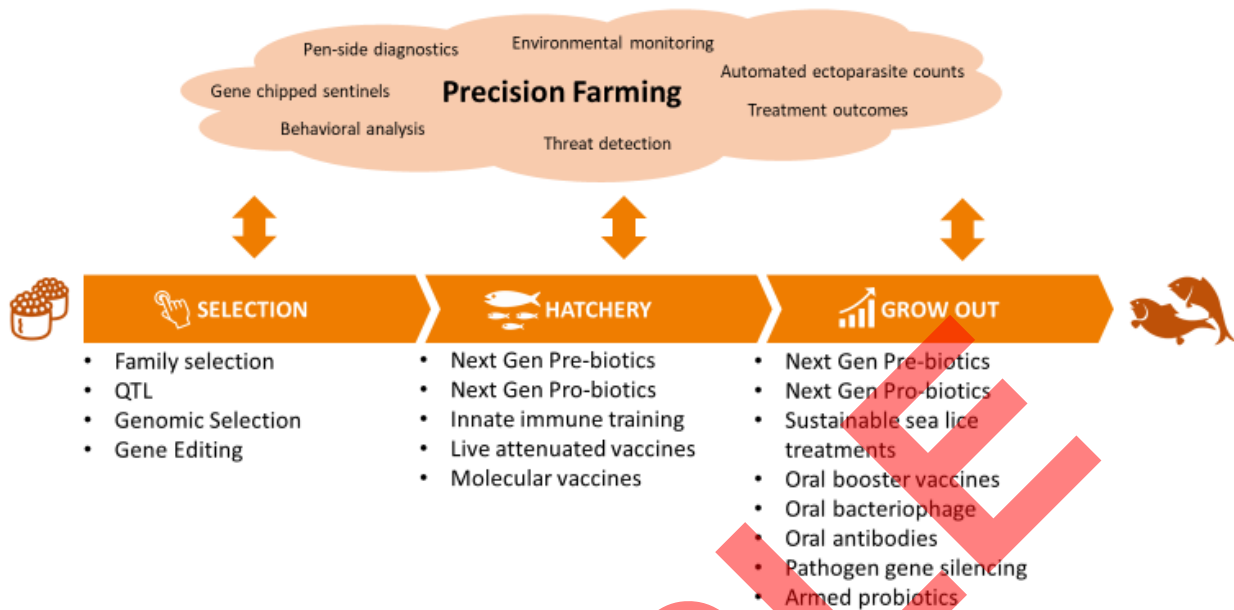 Pen-side diagnostics
Environmental monitoring
Automated ectoparasite counts
Gene chipped sentinels
Precision Farming
Treatment outcomes
Behavioral analysis
Threat detection
SELECTION
HATCHERY
GROW OUT
• Family selection
• QTL
• Genomic Selection
• Gene Editing
• Next Gen Pre-biotics
• Next Gen Pro-biotics
• Innate immune training
• Live attenuated vaccines
• Molecular vaccines
• Next Gen Pre-biotics
• Next Gen Pro-biotics
• Sustainable sea lice
treatments
• Oral booster vaccines
• Oral bacteriophage
• Oral antibodies
• Pathogen gene silencing
• Armed probiotics